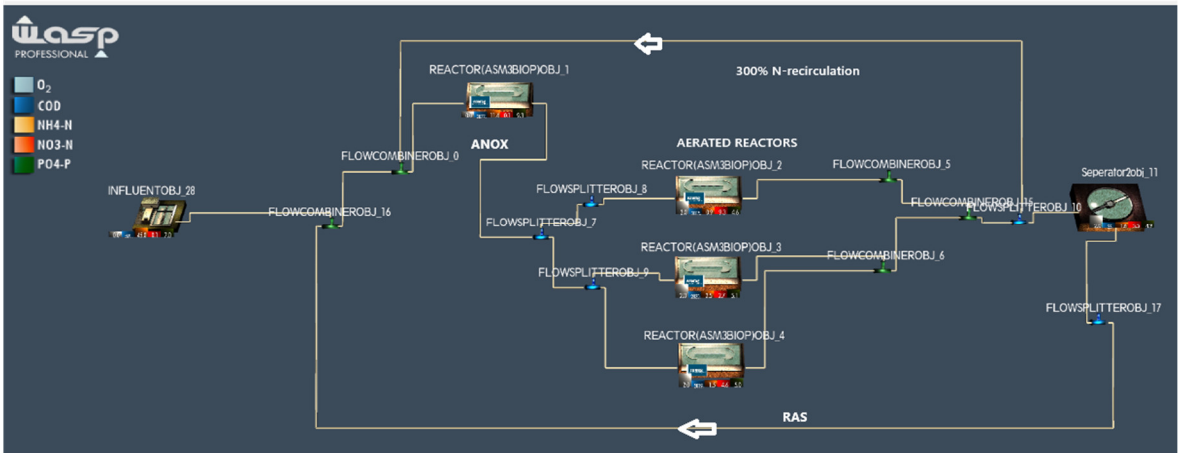 wasp
PROFESSIONAL
O₂
COD
NH4-N
NO3-N
PO4-P
300% N-recirculation
REACTOR(ASM3BIOP)OBJ_1
ANOX
AERATED REACTORS
FLOWCOMBINEROBJ_0
REACTOR(ASM3BIOP)OBJ_2
FLOWCOMBINEROBJ_5
Seperator2obj_11
INFLUENTOBJ_28
FLOWSPLITTEROBJ_8
FLOWCOMBINEROBJ_16
FLOWCOMBINEROBJ_15
FLOWSPLITTEROBJ_10
FLOWSPLITTEROBJ_7
REACTOR(ASM3BIOP)OBJ_3
FLOWCOMBINEROBJ_6
FLOWSPLITTEROBJ_9
FLOWSPLITTEROBJ_17
REACTOR(ASM3BIOP)OBJ_4
RAS